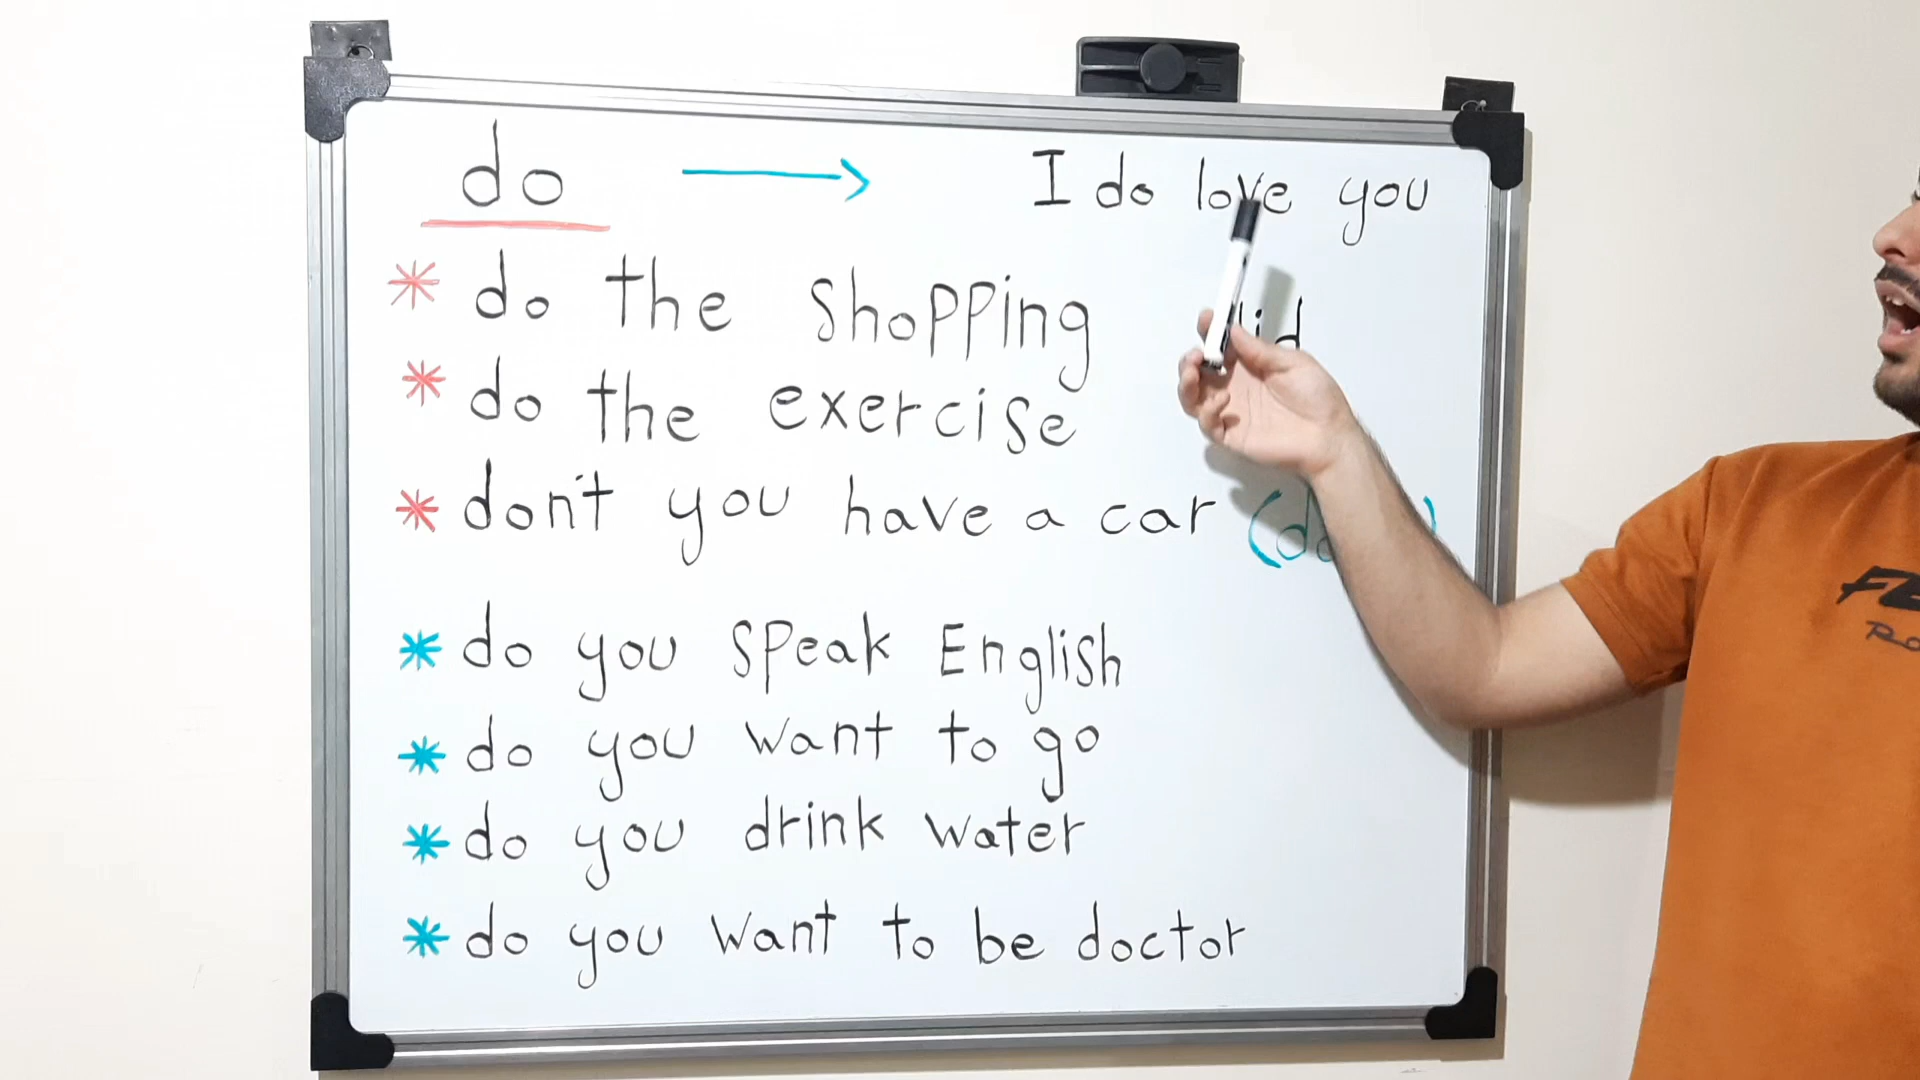 do → I do love you
* do the shopping
* do the exercise
* don't you have a car
* do you speak English
* do you want to go
* do you drink water
* do you want to be doctor